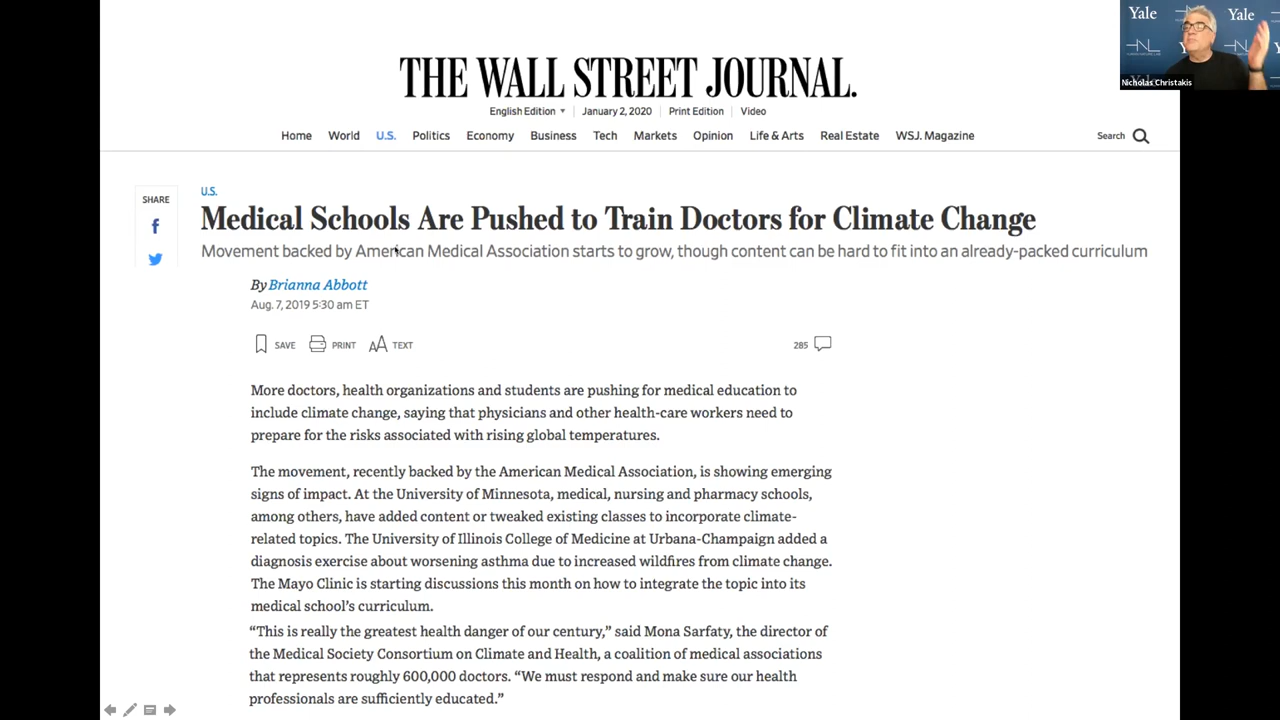 Yale
Yale
Nicholas Christakis
THE WALL STREET JOURNAL.
English Edition
January 2, 2020
Print Edition
Video
Home World U.S. Politics Economy Business Tech Markets Opinion Life & Arts Real Estate WSJ. Magazine
Search
SHARE
U.S.
Medical Schools Are Pushed to Train Doctors for Climate Change
Movement backed by American Medical Association starts to grow, though content can be hard to fit into an already-packed curriculum
By Brianna Abbott
Aug. 7, 2019 5:30 am ET
SAVE PRINT AA TEXT
285
More doctors, health organizations and students are pushing for medical education to
include climate change, saying that physicians and other health-care workers need to
prepare for the risks associated with rising global temperatures.
The movement, recently backed by the American Medical Association, is showing emerging
signs of impact. At the University of Minnesota, medical, nursing and pharmacy schools,
among others, have added content or tweaked existing classes to incorporate climate-
related topics. The University of Illinois College of Medicine at Urbana-Champaign added a
diagnosis exercise about worsening asthma due to increased wildfires from climate change.
The Mayo Clinic is starting discussions this month on how to integrate the topic into its
medical school's curriculum.
“This is really the greatest health danger of our century,” said Mona Sarfaty, the director of
the Medical Society Consortium on Climate and Health, a coalition of medical associations
that represents roughly 600,000 doctors. “We must respond and make sure our health
professionals are sufficiently educated.”